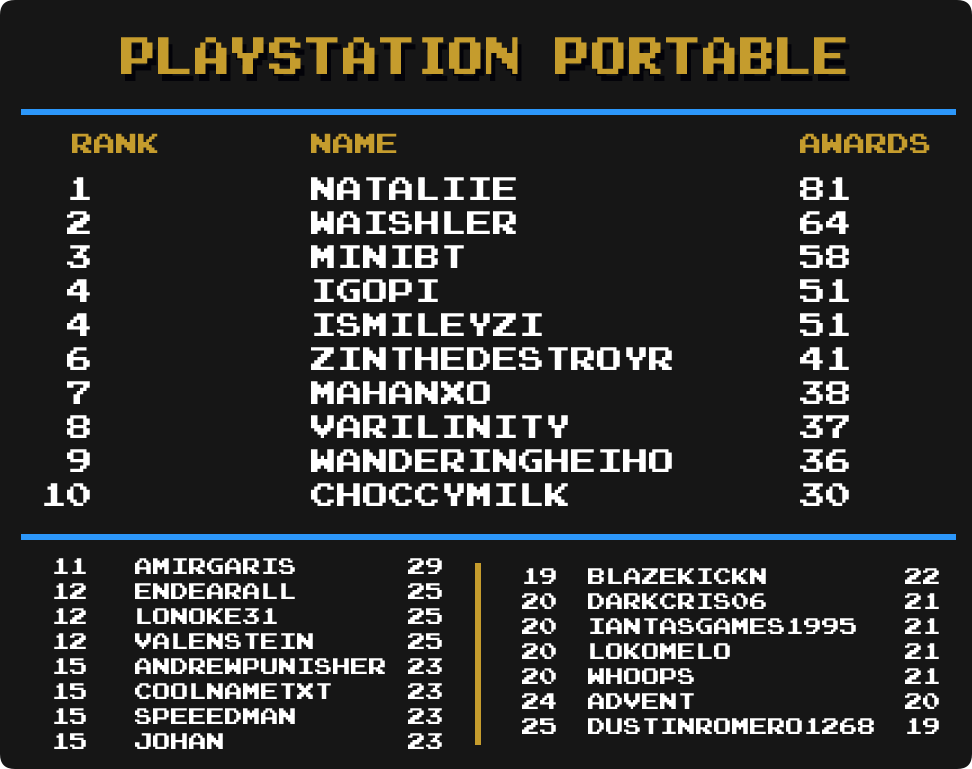 PLAYSTATION PORTABLE
RANK NAME AWARDS
1 NATALIIE 81
2 WAISHLER 64
3 MINIBT 58
4 IGOPI 51
4 ISMILEYZI 51
6 ZINTHEDESTROYR 41
7 MAHANXO 38
8 VARILINITY 37
9 WANDERINGHEIHO 36
10 CHOCCYMILK 30
11 AMIRGARIS 29
12 ENDEARALL 25
12 LONOKE31 25
12 VALENSTEIN 25
15 ANDREWPUNISHER 23
15 COOLNAMETXT 23
15 SPEEEDMAN 23
15 JOHAN 23
19 BLAZEKICKN 22
20 DARKCRIS06 21
20 IANTASGAMES1995 21
20 LOKOMELO 21
20 WHOOPS 21
24 ADVENT 20
25 DUSTINROMERO1268 19